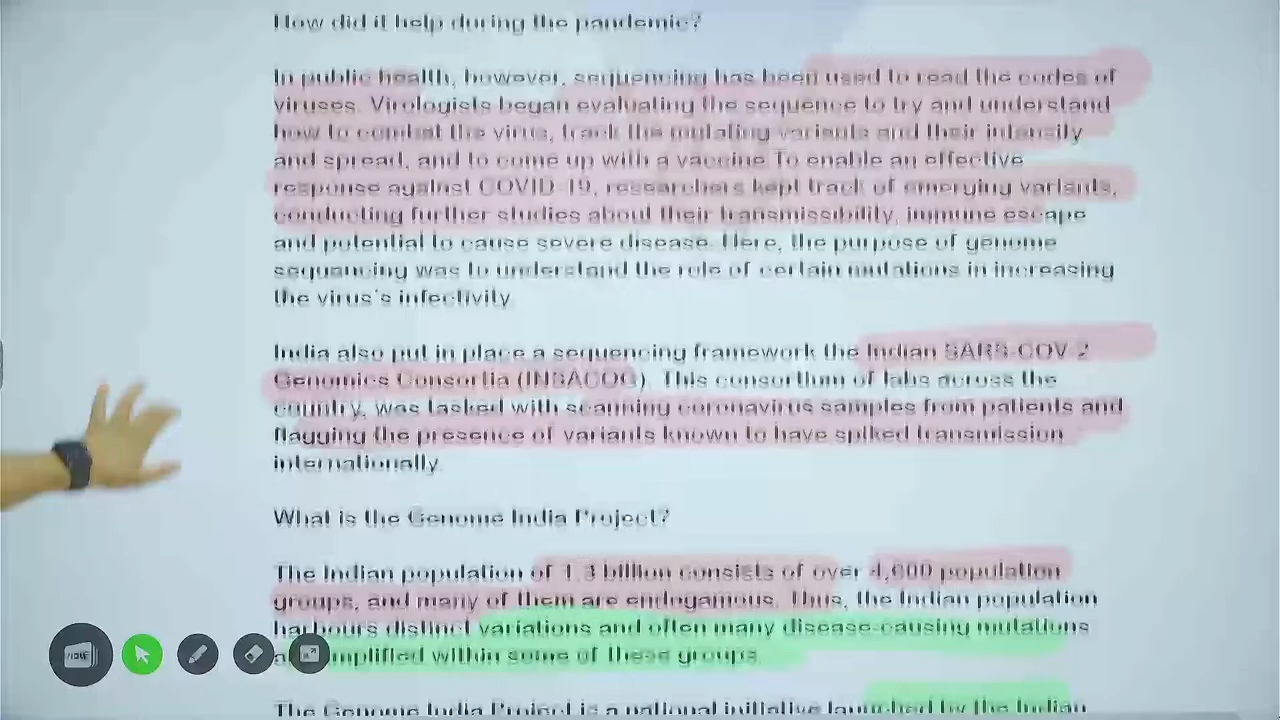 How did it help during the pandemic?
In public health, however, sequencing has been used to read the codes of
viruses. Virologists began evaluating the sequence to try and understand
how to combat the virus, track the mutating variants and their intensity
and spread, and to come up with a vaccine To enable an effective
response against COVID-19, researchers kept track of emerging variants,
conducting further studies about their transmissibility, immune escape
and potential to cause severe disease. Here, the purpose of genome
sequencing was to understand the role of certain mutations in increasing
the virus's infectivity
India also put in place a sequencing framework the Indian SARS-COV-2
Genomics Consortia (INSACOG). This consortium of labs across the
country, was tasked with scanning coronavirus samples from patients and
flagging the presence of variants known to have spiked transmission
internationally.
What is the Genome India Project?
The Indian population of 1.3 billion consists of over 4,600 population
groups, and many of them are endogamous. Thus, the Indian population
harbours distinct variations and often many disease-causing mutations
amplified within some of these groups.
The Genome India Project is a national initiative launched by the Indian